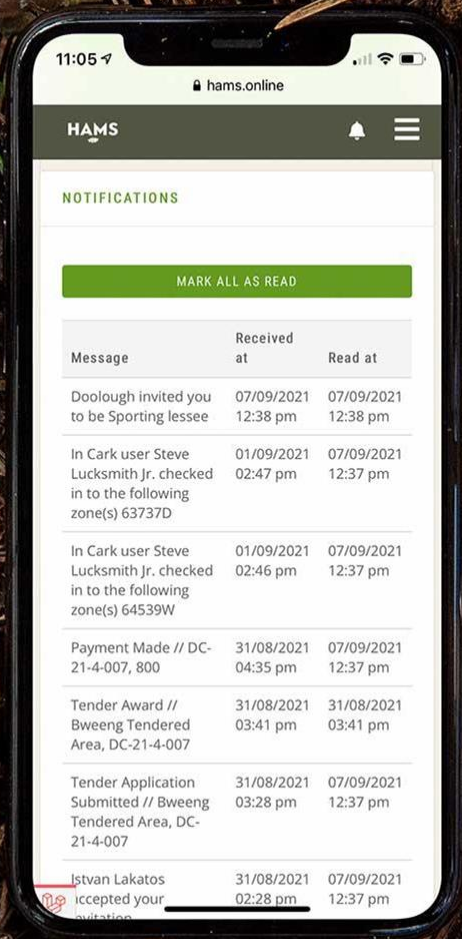 11:05
hams.online
HAMS
NOTIFICATIONS
MARK ALL AS READ
Received
Message at Read at
Doolough invited you 07/09/2021 07/09/2021
to be Sporting lessee 12:38 pm 12:38 pm
In Cark user Steve 01/09/2021 07/09/2021
Lucksmith Jr. checked 02:47 pm 12:37 pm
in to the following
zone(s) 63737D
In Cark user Steve 01/09/2021 07/09/2021
Lucksmith Jr. checked 02:46 pm 12:37 pm
in to the following
zone(s) 64539W
Payment Made // DC- 31/08/2021 07/09/2021
21-4-007, 800 04:35 pm 12:37 pm
Tender Award // 31/08/2021 31/08/2021
Bweeng Tendered 03:41 pm 03:41 pm
Area, DC-21-4-007
Tender Application 31/08/2021 07/09/2021
Submitted // Bweeng 03:28 pm 12:37 pm
Tendered Area, DC-
21-4-007
Istvan Lakatos 31/08/2021 07/09/2021
accepted your 02:28 pm 12:37 pm
invitation